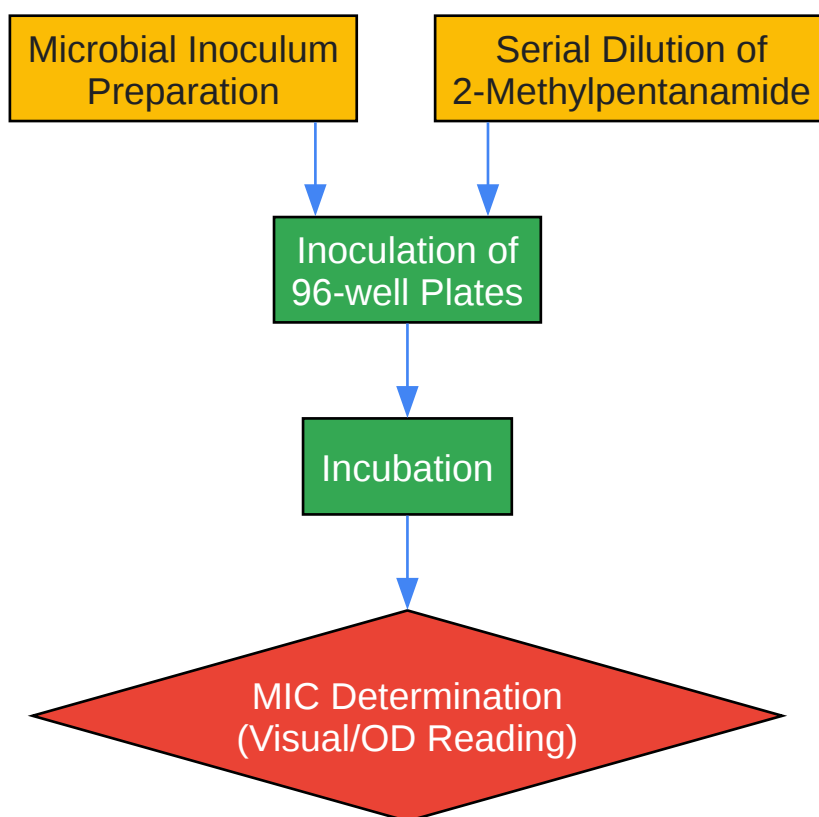 Microbial Inoculum
Preparation
Serial Dilution of
2-Methylpentanamide
Inoculation of
96-well Plates
Incubation
MIC Determination
(Visual/OD Reading)